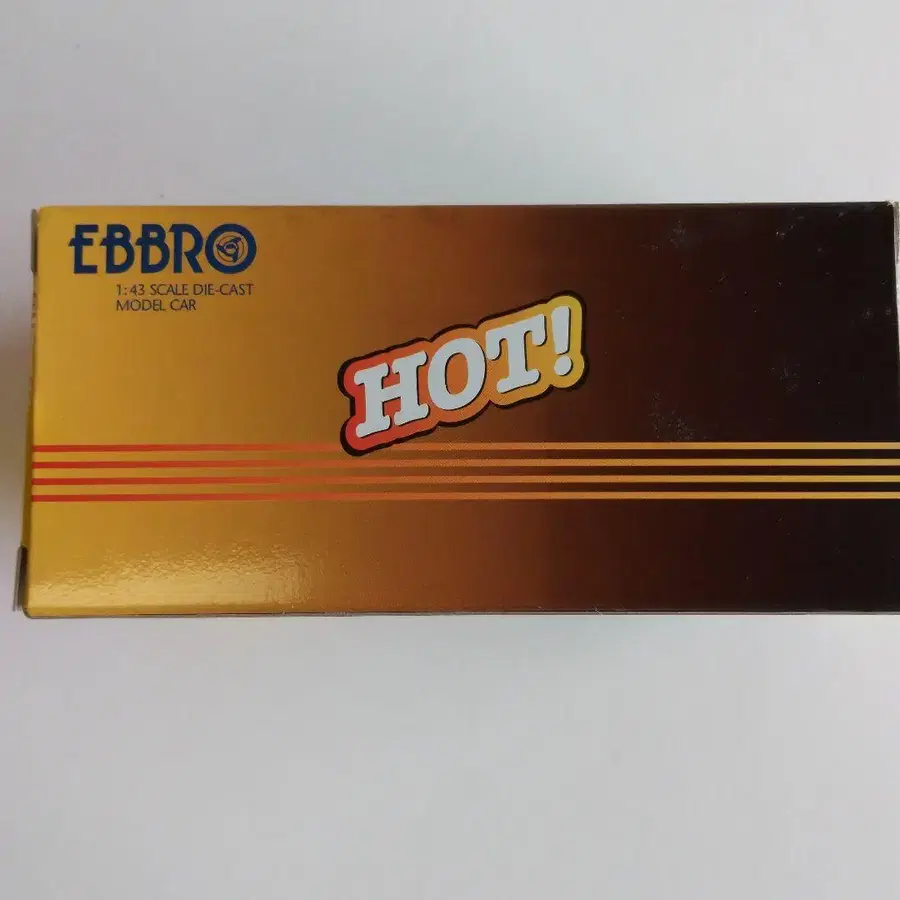 EBBRO
1:43 SCALE DIE-CAST
MODEL CAR
HOT!